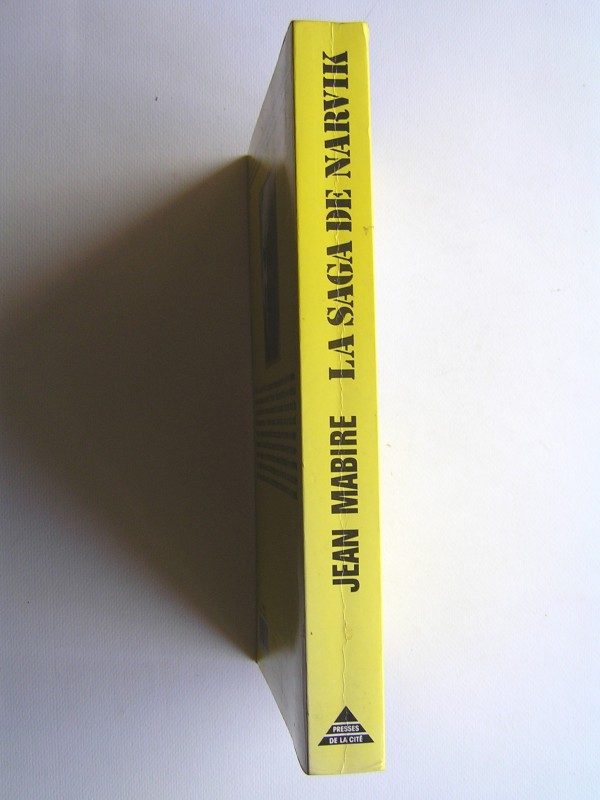 JEAN MABIRE LA SAGA DE NARVIK
PRESSES
DE LA CITÉ